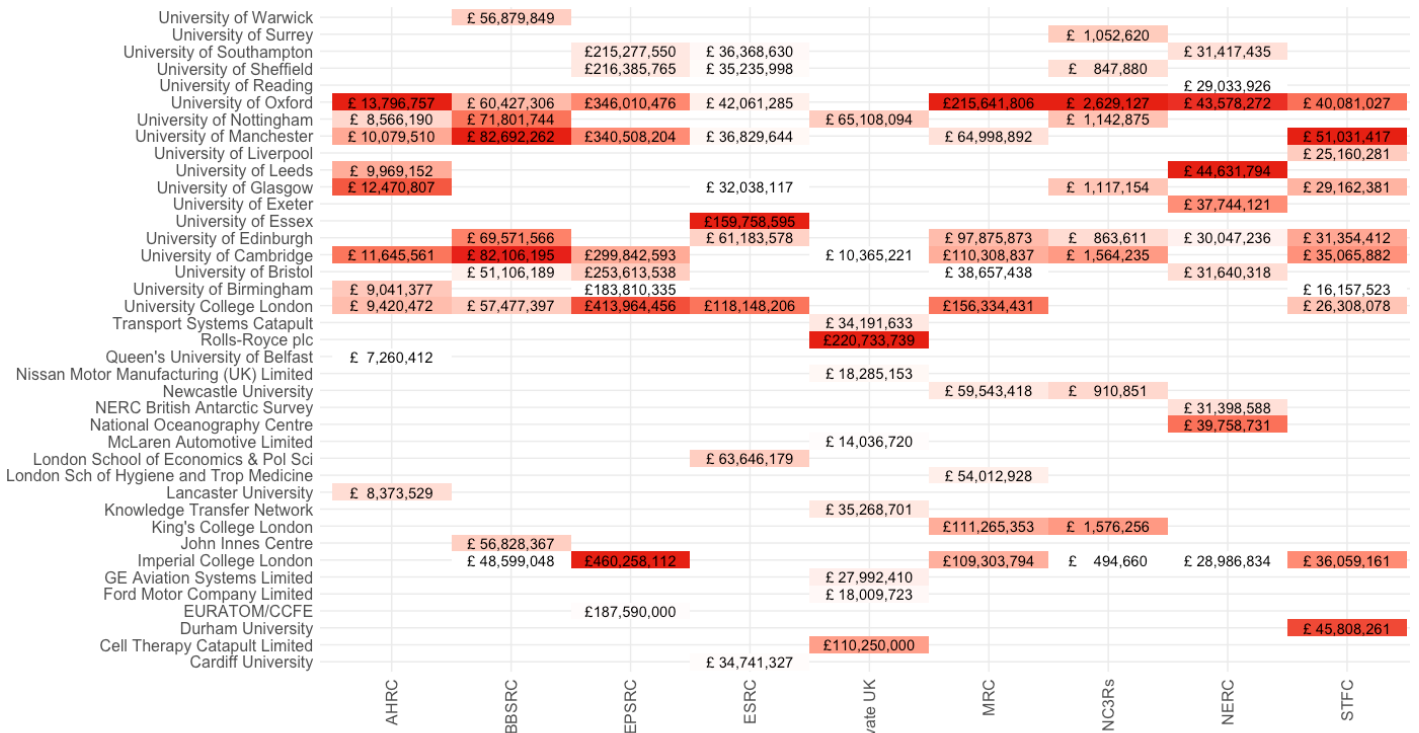 University of Warwick £ 56,879,849
University of Surrey £ 1,052,620
University of Southampton £215,277,550 £ 36,368,630 £ 31,417,435
University of Sheffield £216,385,765 £ 35,235,998 £ 847,880
University of Reading £ 29,033,926
University of Oxford £ 13,796,757 £ 60,427,306 £346,010,476 £ 42,061,285 £215,641,806 £ 2,629,127 £ 43,578,272 £ 40,081,027
University of Nottingham £ 8,566,190 £ 71,801,744 £ 65,108,094 £ 1,142,875
University of Manchester £ 10,079,510 £ 82,692,262 £340,508,204 £ 36,829,644 £ 64,998,892 £ 51,031,417
University of Liverpool £ 25,160,281
University of Leeds £ 9,969,152 £ 44,631,794
University of Glasgow £ 12,470,807 £ 32,038,117 £ 1,117,154 £ 29,162,381
University of Exeter £ 37,744,121
University of Essex £159,758,595
University of Edinburgh £ 69,571,566 £ 61,183,578 £ 97,875,873 £ 863,611 £ 30,047,236 £ 31,354,412
University of Cambridge £ 11,645,561 £ 82,106,195 £299,842,593 £ 10,365,221 £110,308,837 £ 1,564,235 £ 35,065,882
University of Bristol £ 51,106,189 £253,613,538 £ 38,657,438 £ 31,640,318
University of Birmingham £ 9,041,377 £183,810,335 £ 16,157,523
University College London £ 9,420,472 £ 57,477,397 £413,964,456 £118,148,206 £156,334,431 £ 26,308,078
Transport Systems Catapult £ 34,191,633
Rolls-Royce plc £220,733,739
Queen's University of Belfast £ 7,260,412
Nissan Motor Manufacturing (UK) Limited £ 18,285,153
Newcastle University £ 59,543,418 £ 910,851
NERC British Antarctic Survey £ 31,398,588
National Oceanography Centre £ 39,758,731
McLaren Automotive Limited £ 14,036,720
London School of Economics & Pol Sci £ 63,646,179
London Sch of Hygiene and Trop Medicine £ 54,012,928
Lancaster University £ 8,373,529
Knowledge Transfer Network £ 35,268,701
King's College London £111,265,353 £ 1,576,256
John Innes Centre £ 56,828,367
Imperial College London £ 48,599,048 £460,258,112 £109,303,794 £ 494,660 £ 28,986,834 £ 36,059,161
GE Aviation Systems Limited £ 27,992,410
Ford Motor Company Limited £ 18,009,723
EURATOM/CCFE £187,590,000
Durham University £ 45,808,261
Cell Therapy Catapult Limited £110,250,000
Cardiff University £ 34,741,327
AHRC BBSRC EPSRC ESRC vate UK MRC NC3Rs NERC STFC